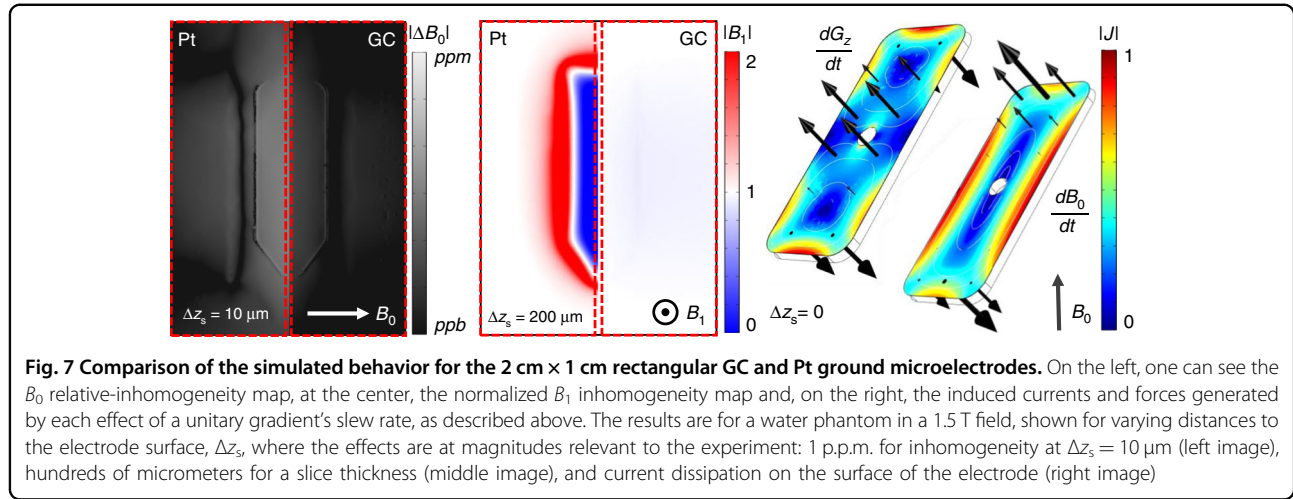 Pt
GC
|ΔB₀|
ppm
ppb
Δzₛ = 10 μm
B₀
Pt
GC
|B₁|
2
1
0
Δzₛ = 200 μm
B₁
dG_z
dt
Δzₛ= 0
|J|
1
0
dB₀
dt
B₀
Fig. 7 Comparison of the simulated behavior for the 2 cm × 1 cm rectangular GC and Pt ground microelectrodes. On the left, one can see the
B₀ relative-inhomogeneity map, at the center, the normalized B₁ inhomogeneity map and, on the right, the induced currents and forces generated
by each effect of a unitary gradient's slew rate, as described above. The results are for a water phantom in a 1.5 T field, shown for varying distances to
the electrode surface, Δzₛ, where the effects are at magnitudes relevant to the experiment: 1 p.p.m. for inhomogeneity at Δzₛ = 10 μm (left image),
hundreds of micrometers for a slice thickness (middle image), and current dissipation on the surface of the electrode (right image)